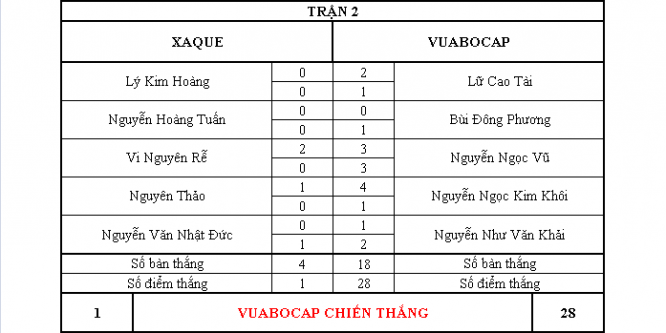 TRẬN 2
XAQUE VUABOCAP
Lý Kim Hoàng 0 2 Lữ Cao Tài
0 1
Nguyễn Hoàng Tuấn 0 0 Bùi Đông Phương
0 1
Vi Nguyên Rễ 2 3 Nguyễn Ngọc Vũ
0 3
Nguyên Thảo 1 4 Nguyễn Ngọc Kim Khôi
0 1
Nguyễn Văn Nhật Đức 0 1 Nguyễn Như Văn Khải
1 2
Số bàn thắng 4 18 Số bàn thắng
Số điểm thắng 1 28 Số điểm thắng
1 VUABOCAP CHIẾN THẮNG 28